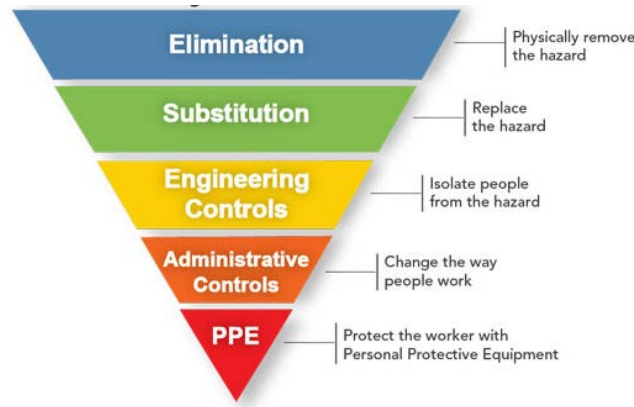 Elimination
Physically remove
the hazard
Substitution
Replace
the hazard
Engineering
Controls
Isolate people
from the hazard
Administrative
Controls
Change the way
people work
PPE
Protect the worker with
Personal Protective Equipment